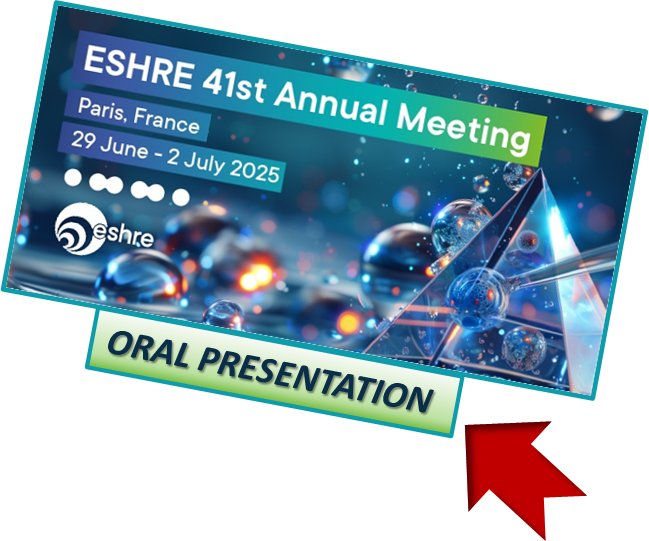 ESHRE 41st Annual Meeting
Paris, France
29 June - 2 July 2025
eshre
ORAL PRESENTATION